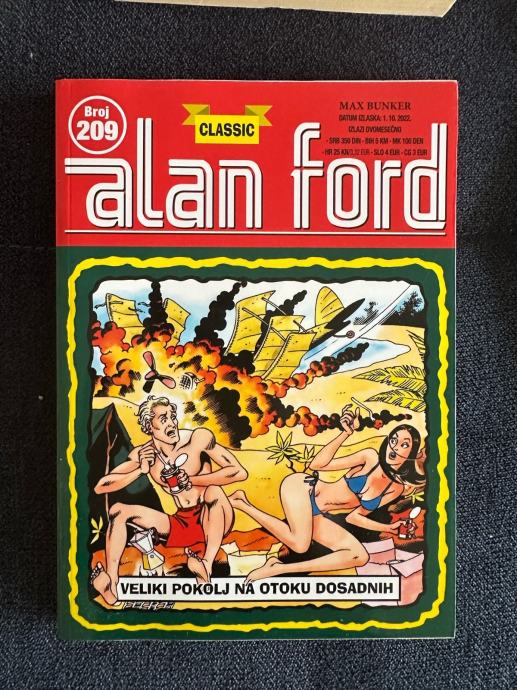 Broj
209
CLASSIC
MAX BUNKER
DATUM IZLASKA: 1. 10. 2022.
IZLAZI DVOMESEČNO
• SRB 350 DIN • BIH 6 KM • MK 100 DEN
• HR 25 KN/3,32 EUR • SLO 4 EUR • CG 3 EUR
alan ford
VELIKI POKOLJ NA OTOKU DOSADNIH